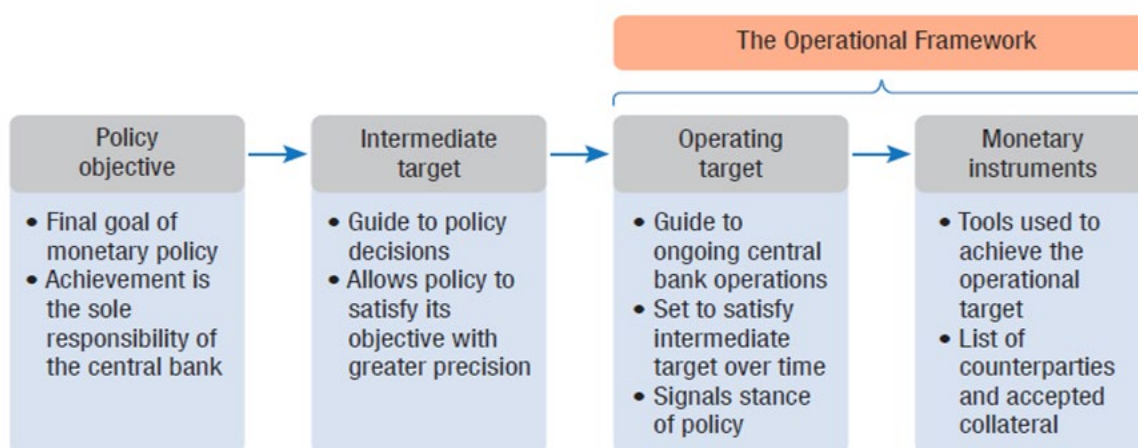 The Operational Framework
Policy
objective
• Final goal of
monetary policy
• Achievement is
the sole
responsibility of
the central bank
Intermediate
target
• Guide to policy
decisions
• Allows policy to
satisfy its
objective with
greater precision
Operating
target
• Guide to
ongoing central
bank operations
• Set to satisfy
intermediate
target over time
• Signals stance
of policy
Monetary
instruments
• Tools used to
achieve the
operational
target
• List of
counterparties
and accepted
collateral